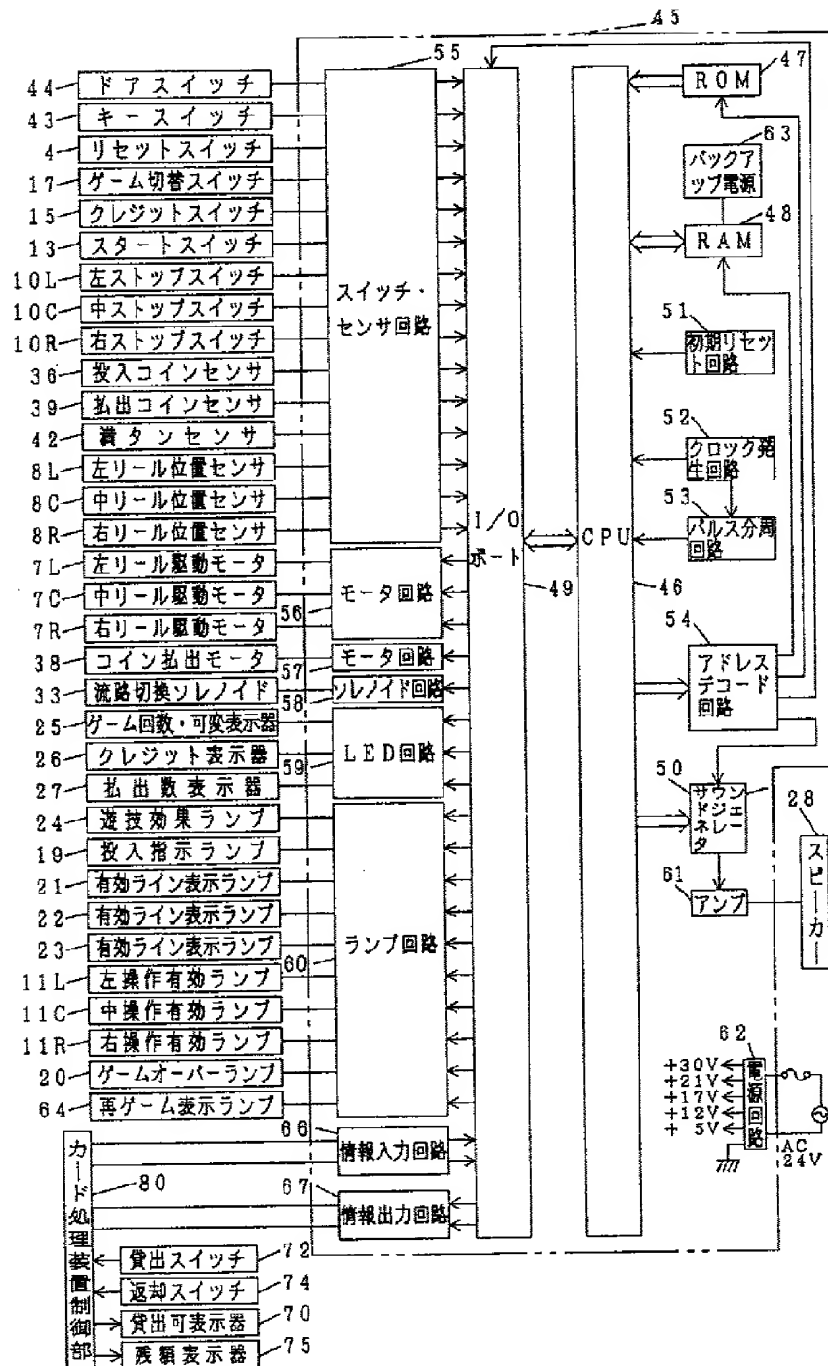 45
55
44 ドアスイッチ
43 キースイッチ
4 リセットスイッチ
17 ゲーム切替スイッチ
15 クレジットスイッチ
13 スタートスイッチ
10L 左ストップスイッチ
10C 中ストップスイッチ
10R 右ストップスイッチ
36 投入コインセンサ
39 払出コインセンサ
42 満タンセンサ
8L 左リール位置センサ
8C 中リール位置センサ
8R 右リール位置センサ
7L 左リール駆動モータ
7C 中リール駆動モータ
7R 右リール駆動モータ
38 コイン払出モータ
33 流路切換ソレノイド
25 ゲーム回数・可変表示器
26 クレジット表示器
27 払出数表示器
24 遊技効果ランプ
19 投入指示ランプ
21 有効ライン表示ランプ
22 有効ライン表示ランプ
23 有効ライン表示ランプ
11L 左操作有効ランプ
11C 中操作有効ランプ
11R 右操作有効ランプ
20 ゲームオーバーランプ
64 再ゲーム表示ランプ
スイッチ・
センサ回路
56 モータ回路
57 モータ回路
58 ソレノイド回路
59 LED回路
60 ランプ回路
66 情報入力回路
67 情報出力回路
カード処理装置制御部
80
貸出スイッチ 72
返却スイッチ 74
貸出可表示器 70
残額表示器 75
I/O
ポート
49
CPU
46
ROM 47
63
バックア
ップ電源
48
RAM
51
初期リセッ
ト回路
52
クロック発
生回路
53
パルス分周
回路
54
アドレス
デコード
回路
50
サウン
ドジェ
ネレー
タ
61
アンプ
28
スピーカー
62
電源回路
+30V
+21V
+17V
+12V
+ 5V
AC
24V